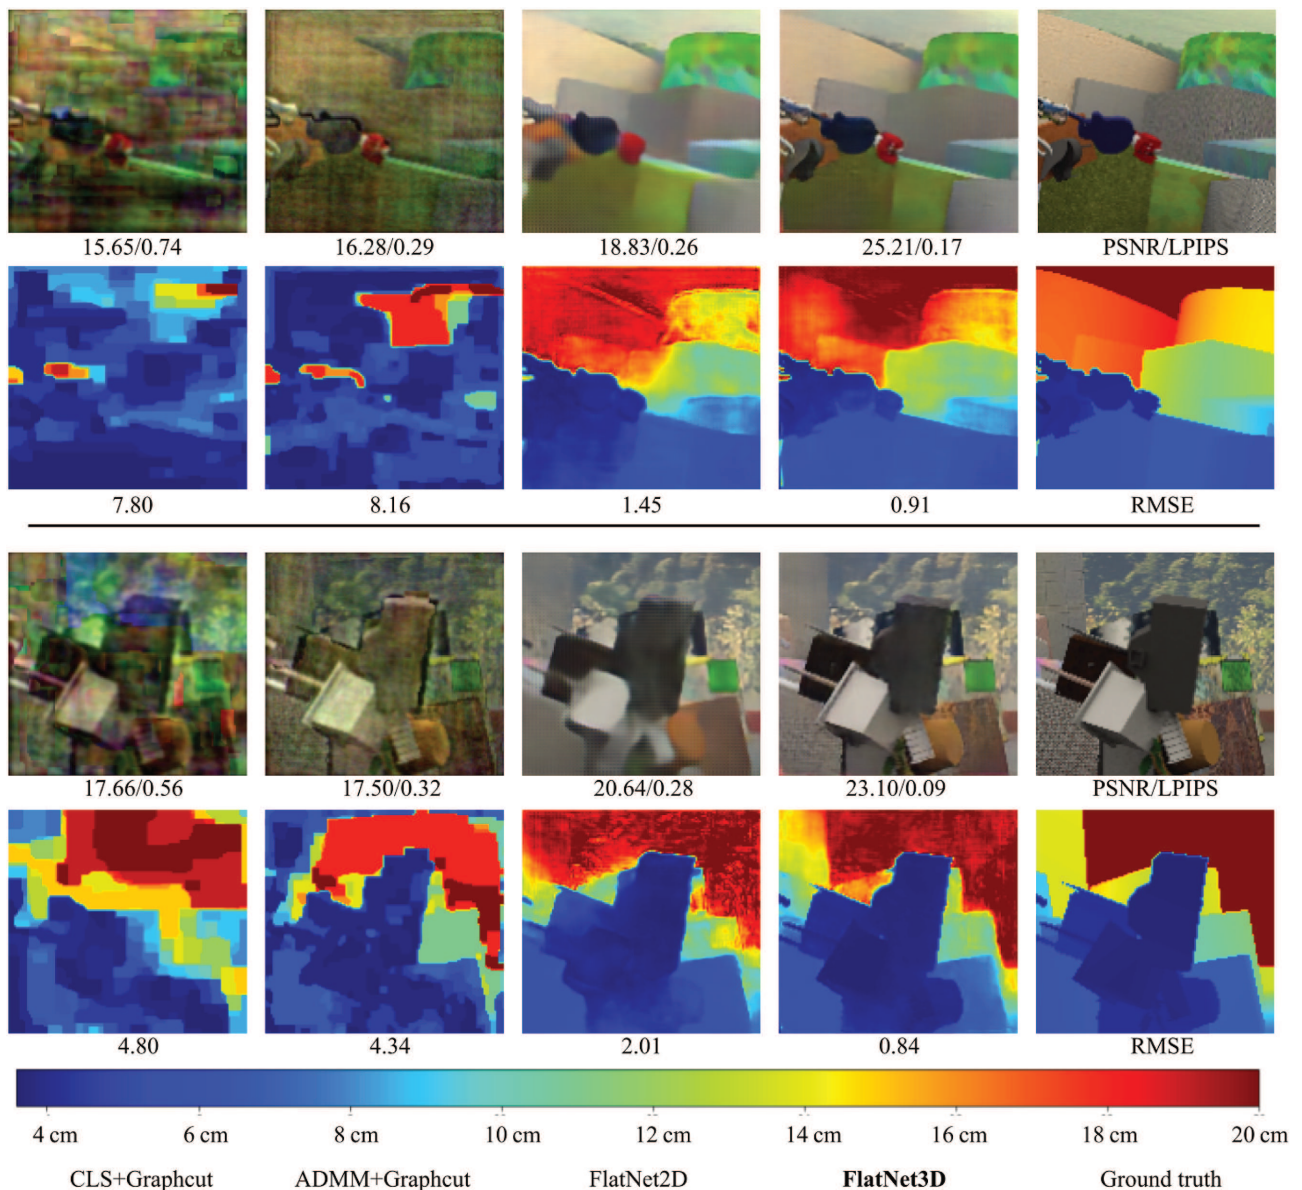 15.65/0.74 16.28/0.29 18.83/0.26 25.21/0.17 PSNR/LPIPS
7.80 8.16 1.45 0.91 RMSE
17.66/0.56 17.50/0.32 20.64/0.28 23.10/0.09 PSNR/LPIPS
4.80 4.34 2.01 0.84 RMSE
4 cm 6 cm 8 cm 10 cm 12 cm 14 cm 16 cm 18 cm 20 cm
CLS+Graphcut ADMM+Graphcut FlatNet2D FlatNet3D Ground truth